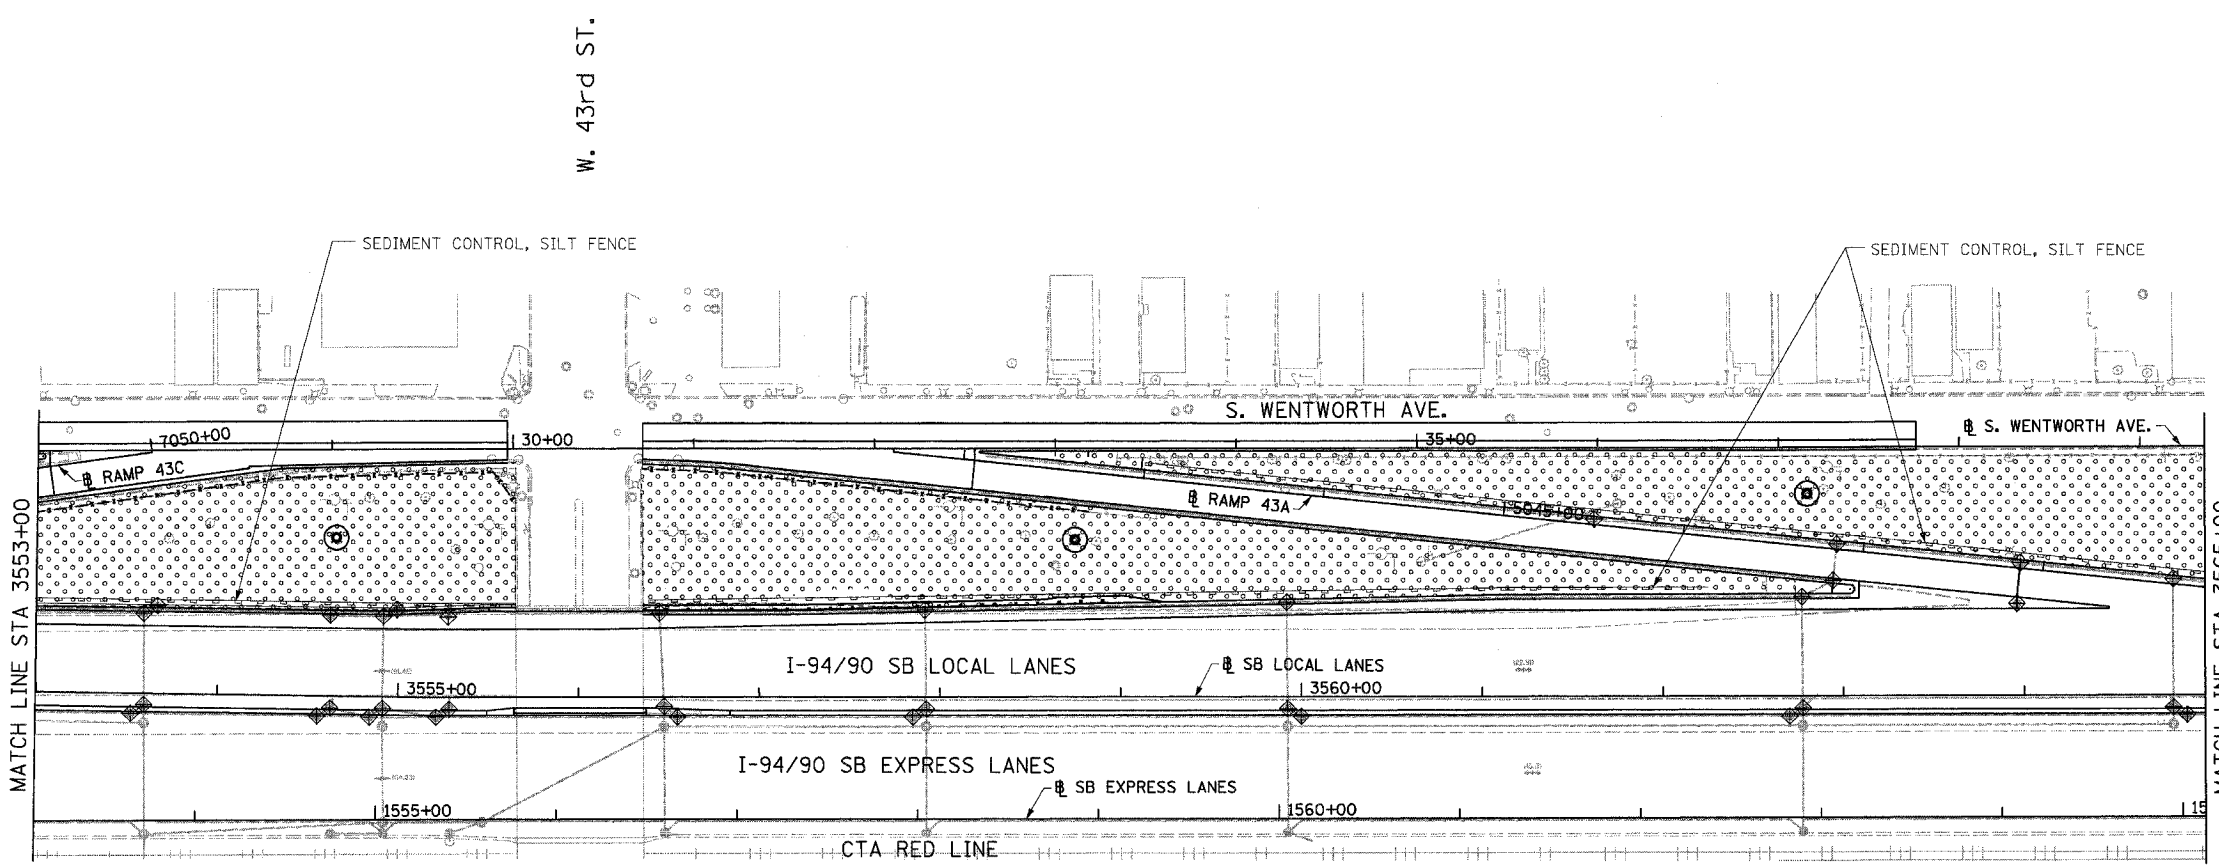 W. 43rd ST.
SEDIMENT CONTROL, SILT FENCE
SEDIMENT CONTROL, SILT FENCE
S. WENTWORTH AVE.
℄ S. WENTWORTH AVE.
7050+00
30+00
35+00
℄ RAMP 43C
℄ RAMP 43A
5045+00
MATCH LINE STA 3553+00
I-94/90 SB LOCAL LANES
℄ SB LOCAL LANES
3555+00
3560+00
I-94/90 SB EXPRESS LANES
℄ SB EXPRESS LANES
1555+00
1560+00
CTA RED LINE
MATCH LINE STA